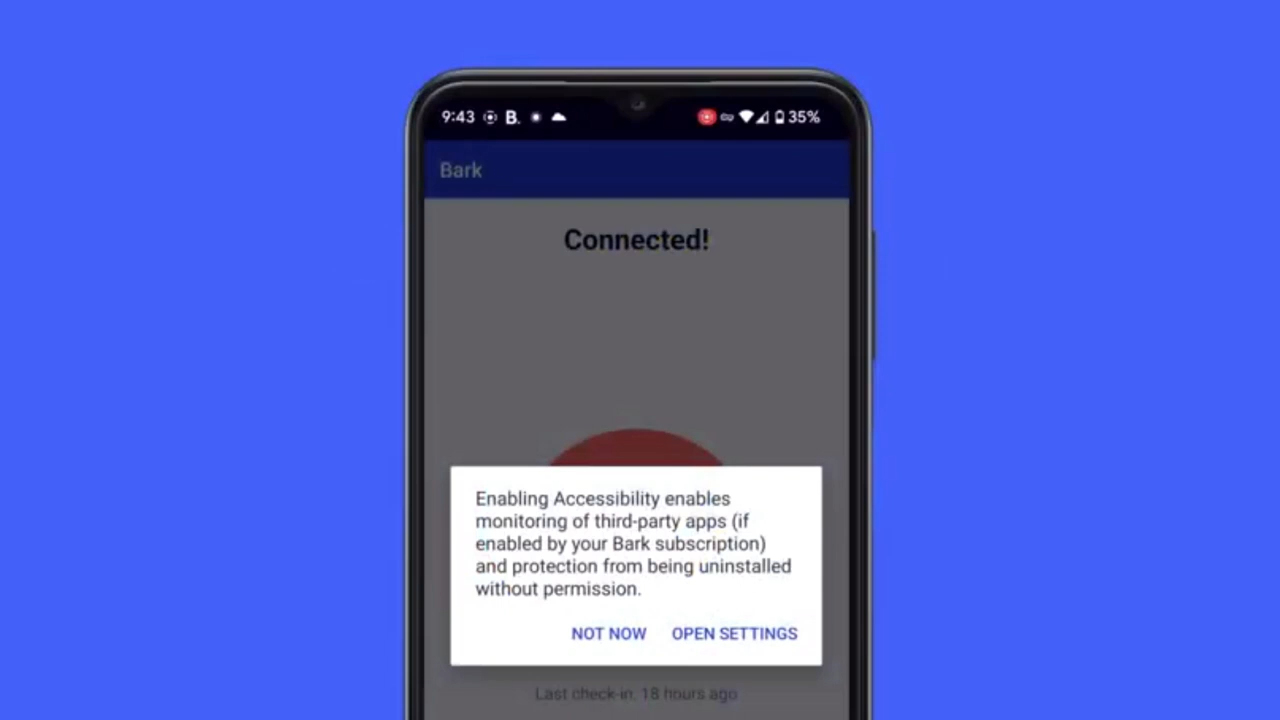 9:43 B. 35%
Bark
Connected!
Enabling Accessibility enables
monitoring of third-party apps (if
enabled by your Bark subscription)
and protection from being uninstalled
without permission.
NOT NOW OPEN SETTINGS
Last check-in: 18 hours ago